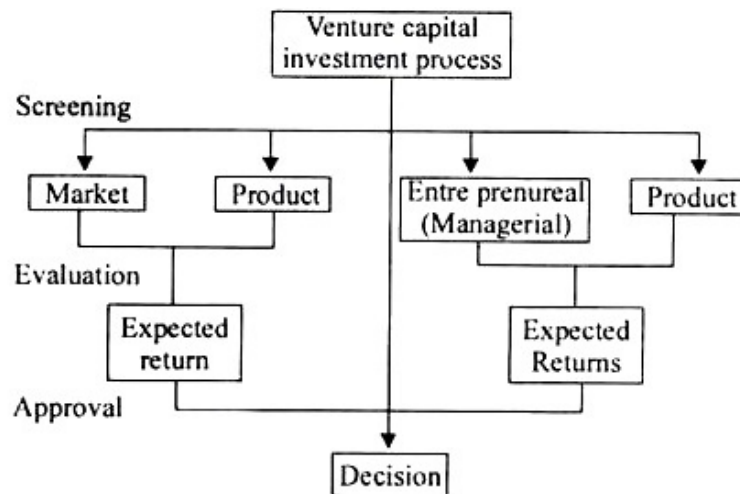 Venture capital
investment process
Screening
Market
Product
Entre prenureal
(Managerial)
Product
Evaluation
Expected
return
Expected
Returns
Approval
Decision